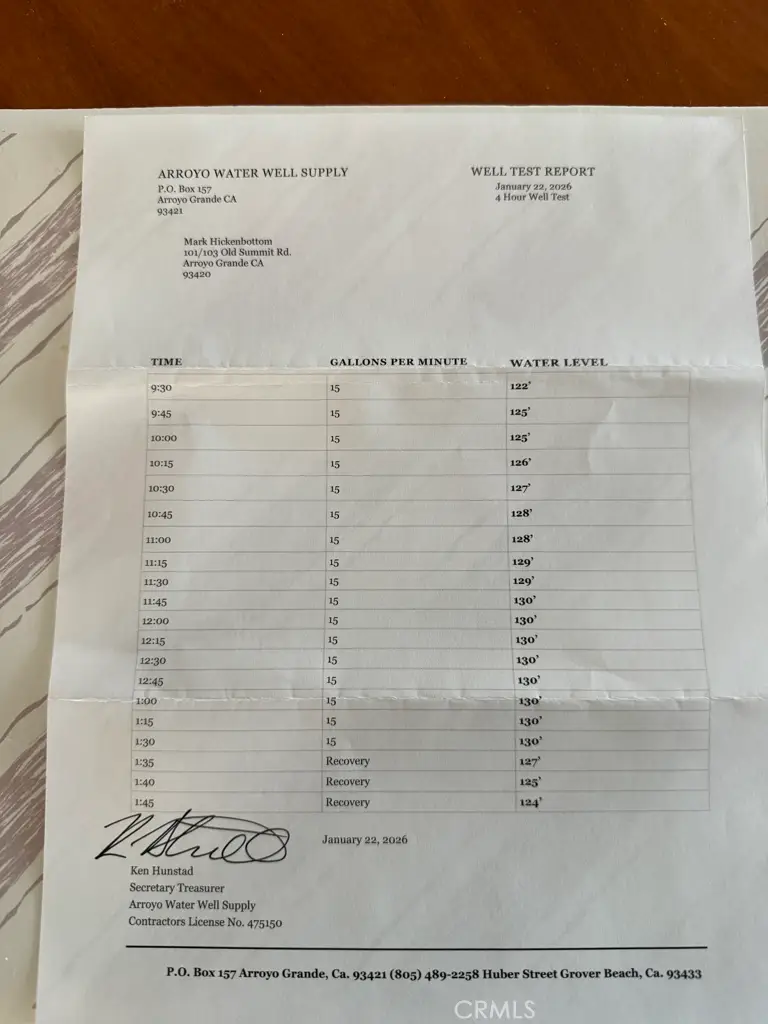 ARROYO WATER WELL SUPPLY
P.O. Box 157
Arroyo Grande CA
93421
WELL TEST REPORT
January 22, 2026
4 Hour Well Test
Mark Hickenbottom
101/103 Old Summit Rd.
Arroyo Grande CA
93420
TIME GALLONS PER MINUTE WATER LEVEL
9:30 15 122'
9:45 15 125'
10:00 15 125'
10:15 15 126'
10:30 15 127'
10:45 15 128'
11:00 15 128'
11:15 15 129'
11:30 15 129'
11:45 15 130'
12:00 15 130'
12:15 15 130'
12:30 15 130'
12:45 15 130'
1:00 15 130'
1:15 15 130'
1:30 15 130'
1:35 Recovery 127'
1:40 Recovery 125'
1:45 Recovery 124'
January 22, 2026
Ken Hunstad
Secretary Treasurer
Arroyo Water Well Supply
Contractors License No. 475150
P.O. Box 157 Arroyo Grande, Ca. 93421 (805) 489-2258 Huber Street Grover Beach, Ca. 93433
CRMLS